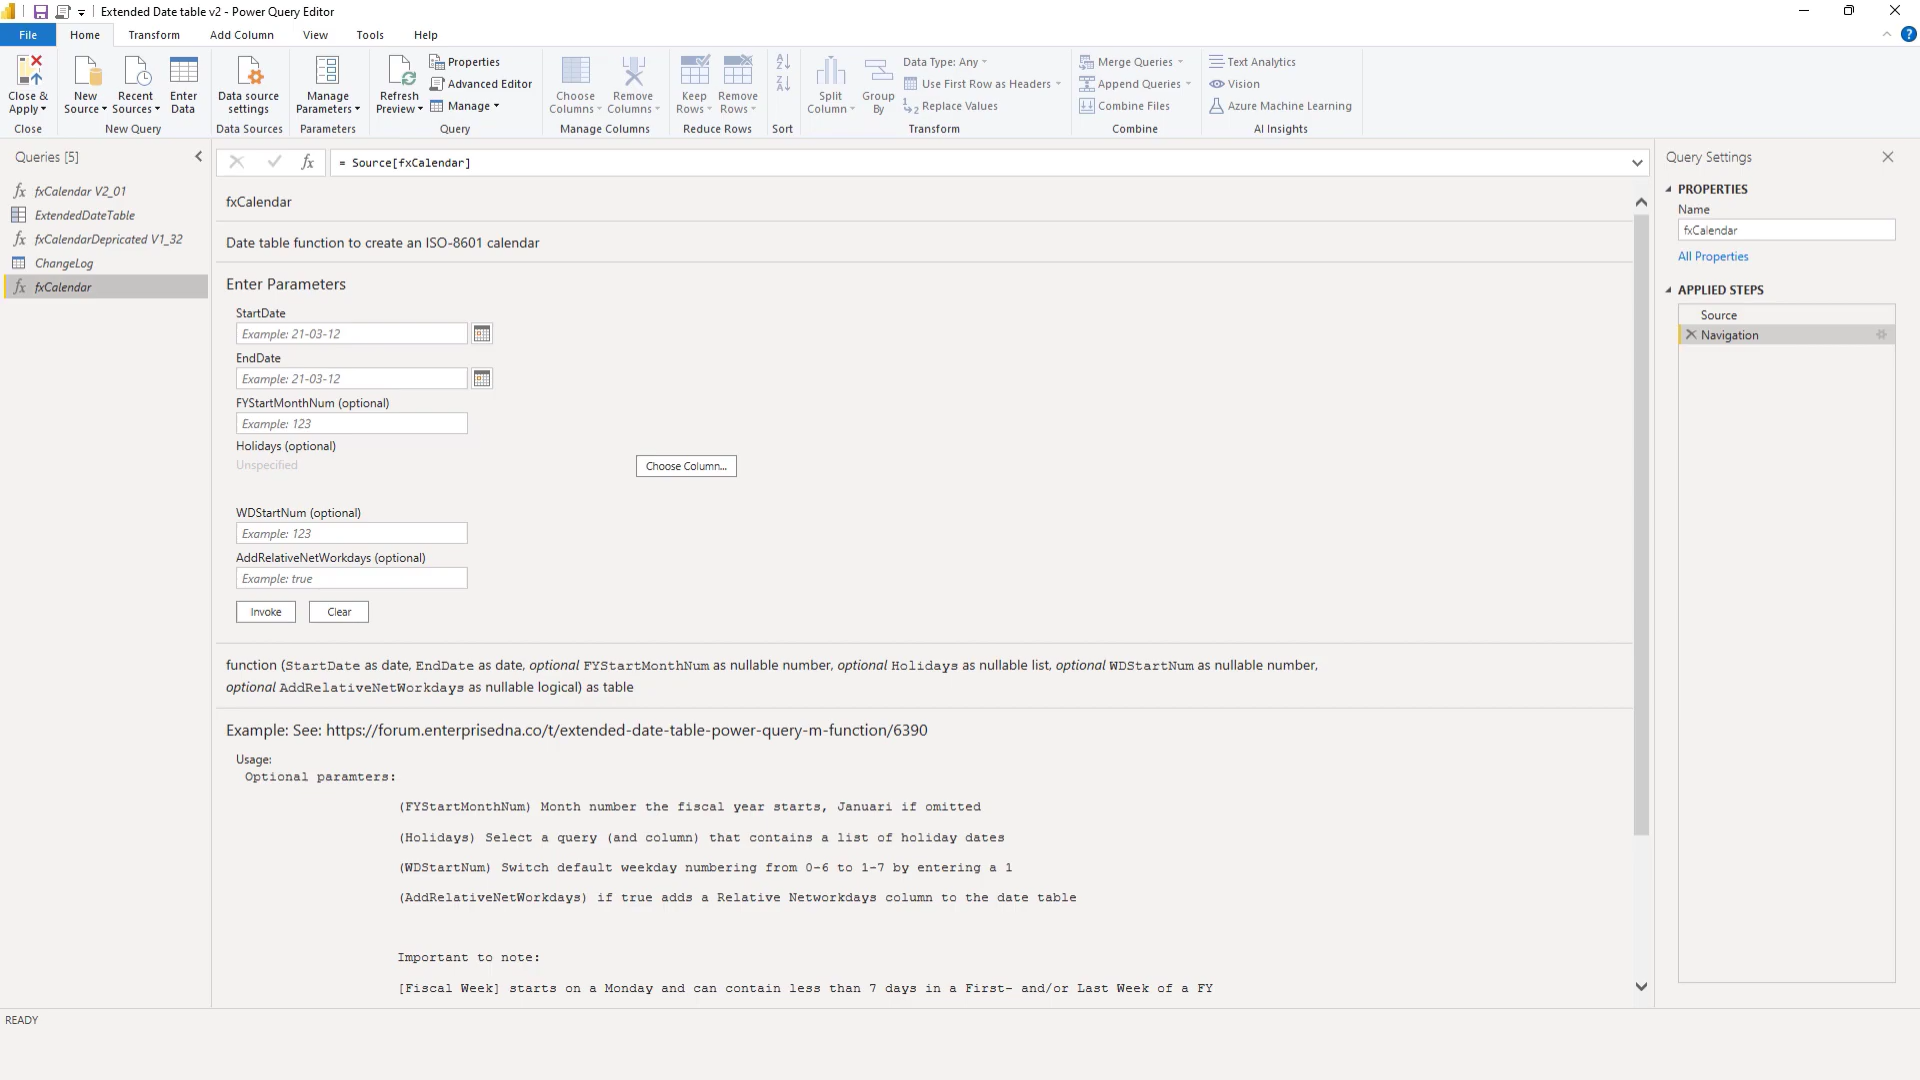 Extended Date table v2 - Power Query Editor
File
Home
Transform
Add Column
View
Tools
Help
Close & Apply
Close
New Source
Recent Sources
Enter Data
New Query
Data source settings
Data Sources
Manage Parameters
Parameters
Refresh Preview
Properties
Advanced Editor
Manage
Query
Choose Columns
Remove Columns
Manage Columns
Keep Rows
Remove Rows
Reduce Rows
Sort
Split Column
Group By
Data Type: Any
Use First Row as Headers
Replace Values
Transform
Merge Queries
Append Queries
Combine Files
Combine
Text Analytics
Vision
Azure Machine Learning
AI Insights
Queries [5]
fx fxCalendar V2_01
ExtendedDateTable
fx fxCalendarDepricated V1_32
ChangeLog
fx fxCalendar
fx
= Source[fxCalendar]
fxCalendar
Date table function to create an ISO-8601 calendar
Enter Parameters
StartDate
Example: 21-03-12
EndDate
Example: 21-03-12
FYStartMonthNum (optional)
Example: 123
Holidays (optional)
Unspecified
Choose Column...
WDStartNum (optional)
Example: 123
AddRelativeNetWorkdays (optional)
Example: true
Invoke
Clear
function (StartDate as date, EndDate as date, optional FYStartMonthNum as nullable number, optional Holidays as nullable list, optional WDStartNum as nullable number,
optional AddRelativeNetWorkdays as nullable logical) as table
Example: See: https://forum.enterprisedna.co/t/extended-date-table-power-query-m-function/6390
Usage:
Optional paramters:
(FYStartMonthNum) Month number the fiscal year starts, Januari if omitted
(Holidays) Select a query (and column) that contains a list of holiday dates
(WDStartNum) Switch default weekday numbering from 0-6 to 1-7 by entering a 1
(AddRelativeNetWorkdays) if true adds a Relative Networkdays column to the date table
Important to note:
[Fiscal Week] starts on a Monday and can contain less than 7 days in a First- and/or Last Week of a FY
Query Settings
PROPERTIES
Name
fxCalendar
All Properties
APPLIED STEPS
Source
Navigation
READY